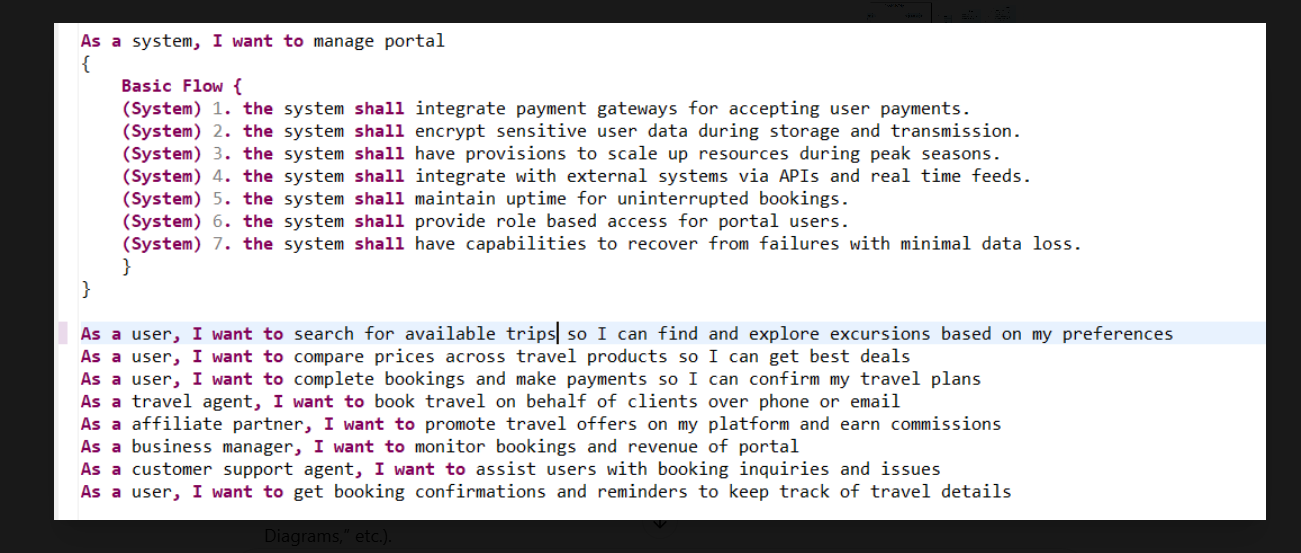 As a system, I want to manage portal
{
Basic Flow {
(System) 1. the system shall integrate payment gateways for accepting user payments.
(System) 2. the system shall encrypt sensitive user data during storage and transmission.
(System) 3. the system shall have provisions to scale up resources during peak seasons.
(System) 4. the system shall integrate with external systems via APIs and real time feeds.
(System) 5. the system shall maintain uptime for uninterrupted bookings.
(System) 6. the system shall provide role based access for portal users.
(System) 7. the system shall have capabilities to recover from failures with minimal data loss.
}
}
As a user, I want to search for available trips so I can find and explore excursions based on my preferences
As a user, I want to compare prices across travel products so I can get best deals
As a user, I want to complete bookings and make payments so I can confirm my travel plans
As a travel agent, I want to book travel on behalf of clients over phone or email
As a affiliate partner, I want to promote travel offers on my platform and earn commissions
As a business manager, I want to monitor bookings and revenue of portal
As a customer support agent, I want to assist users with booking inquiries and issues
As a user, I want to get booking confirmations and reminders to keep track of travel details
Diagrams," etc.).